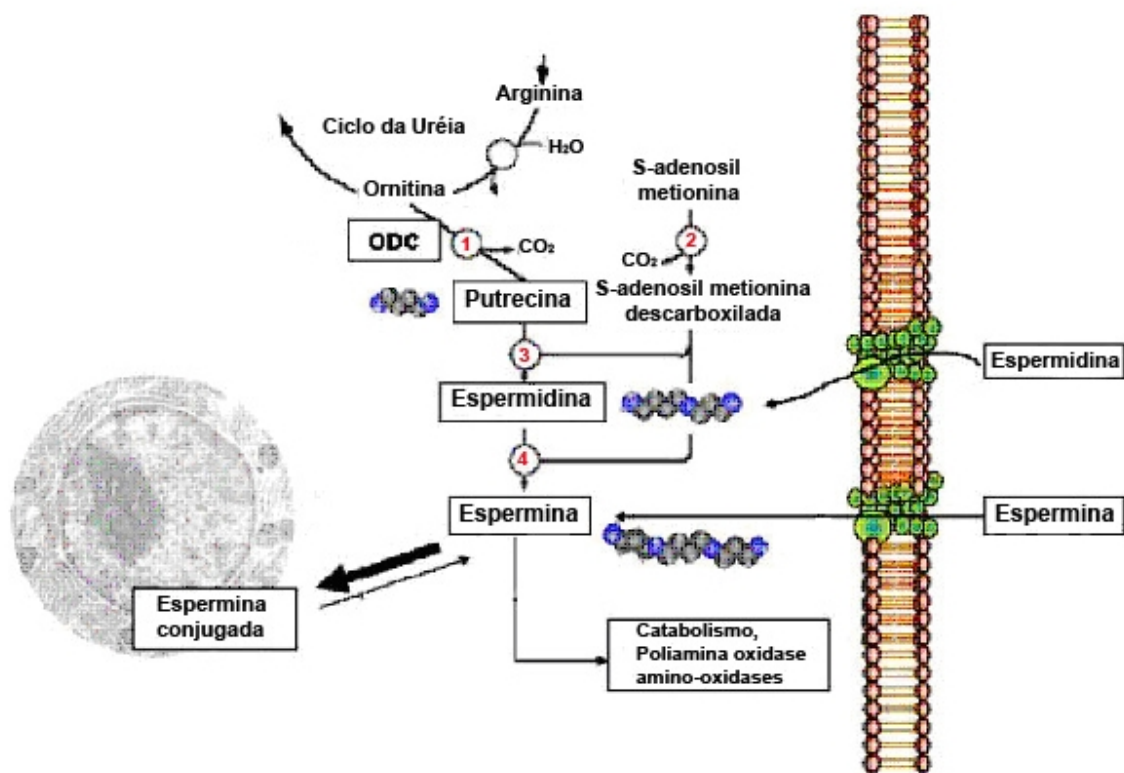 Arginina
Ciclo da Uréia
H₂O
S-adenosil
metionina
Ornitina
ODC
1
CO₂
2
CO₂
S-adenosil metionina
descarboxilada
Putrecina
3
Espermidina
Espermidina
4
Espermina
Espermina
Espermina
conjugada
Catabolismo,
Poliamina oxidase
amino-oxidases